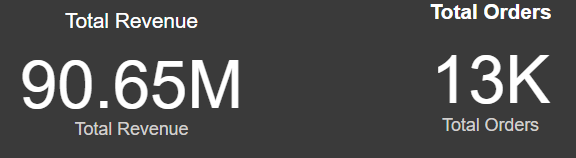 Total Revenue
90.65M
Total Revenue
Total Orders
13K
Total Orders